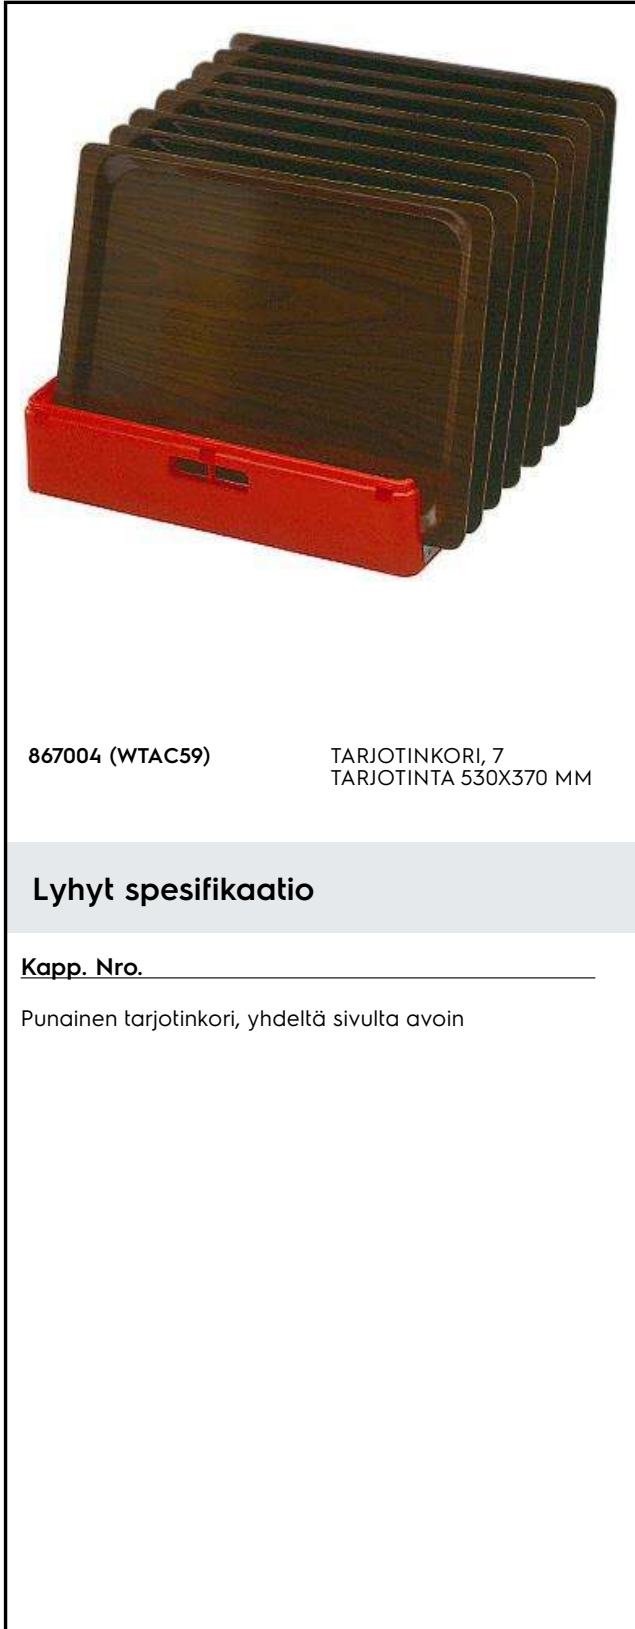 867004 (WTAC59)
TARJOTINKORI, 7
TARJOTINTA 530X370 MM
Lyhyt spesifikaatio
Kapp. Nro.
Punainen tarjotinkori, yhdeltä sivulta avoin